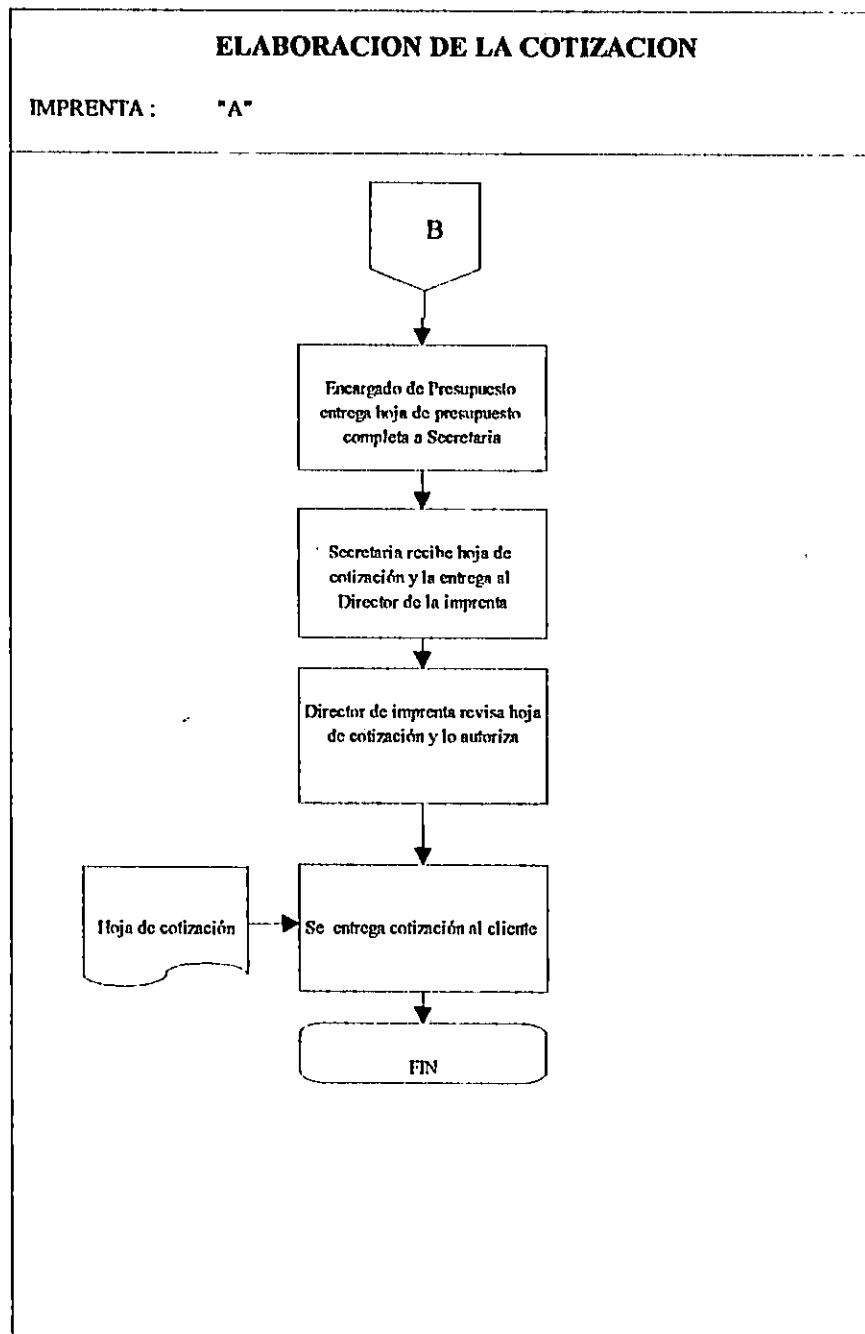 ELABORACION DE LA COTIZACION
IMPRENTA : "A"
B
Encargado de Presupuesto
entrega hoja de presupuesto
completa a Secretaria
Secretaria recibe hoja de
cotización y la entrega al
Director de la imprenta
Director de imprenta revisa hoja
de cotización y lo autoriza
Hoja de cotización
Se entrega cotización al cliente
FIN